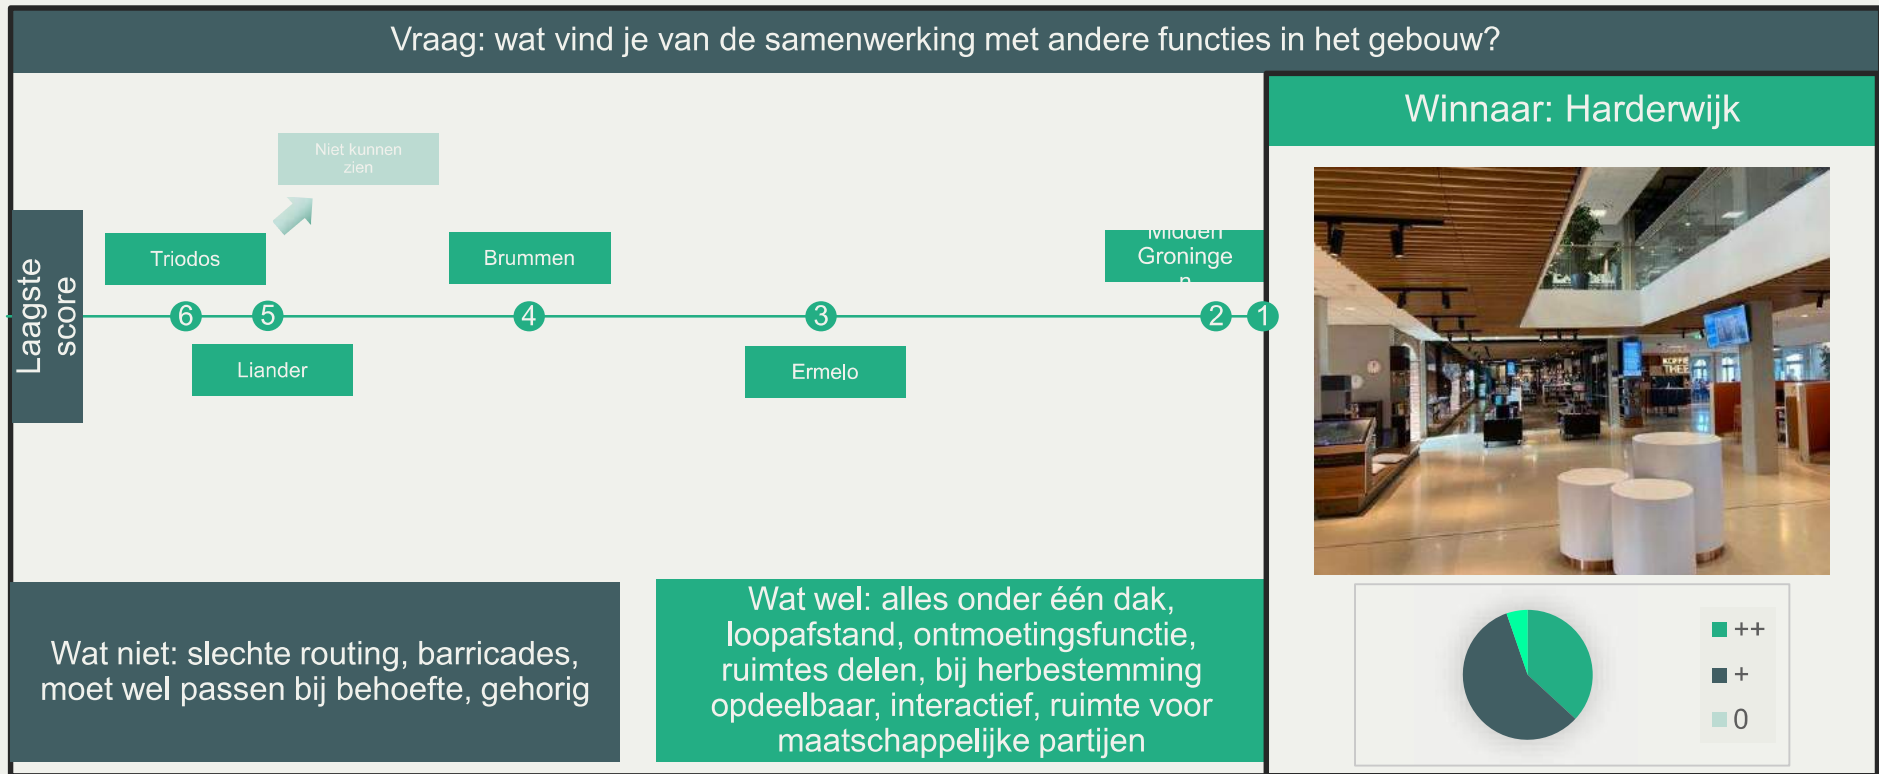 Vraag: wat vind je van de samenwerking met andere functies in het gebouw?
Winnaar: Harderwijk
Niet kunnen
zien
Laagste
score
Triodos
Brummen
Midden
Groninge
n
6
5
4
3
2
1
Liander
Ermelo
KOFFIE
THEE
Wat niet: slechte routing, barricades,
moet wel passen bij behoefte, gehorig
Wat wel: alles onder één dak,
loopafstand, ontmoetingsfunctie,
ruimtes delen, bij herbestemming
opdeelbaar, interactief, ruimte voor
maatschappelijke partijen
++
+
0